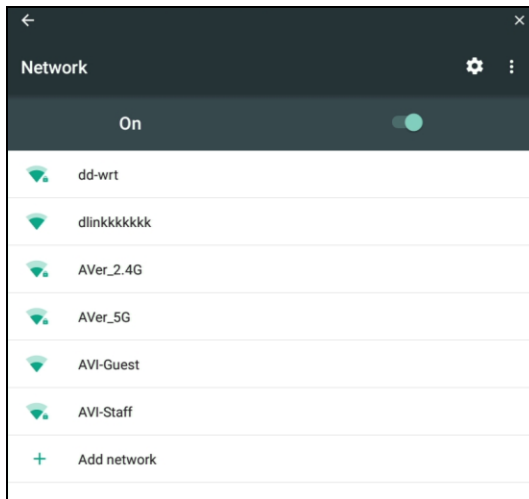 Network
On
dd-wrt
dlinkkkkkkk
AVer_2.4G
AVer_5G
AVI-Guest
AVI-Staff
Add network